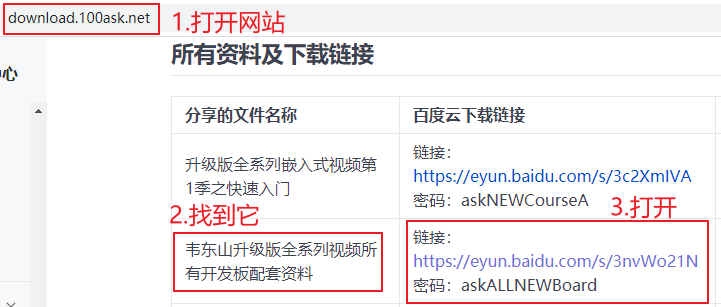 download.100ask.net
1.打开网站
所有资料及下载链接
心
分享的文件名称
百度云下载链接
升级版全系列嵌入式视频第
1季之快速入门
链接：
https://eyun.baidu.com/s/3c2XmIVA
密码：askNEWCourseA
2.找到它
3.打开
韦东山升级版全系列视频所
有开发板配套资料
链接：
https://eyun.baidu.com/s/3nvWo21N
密码：askALLNEWBoard